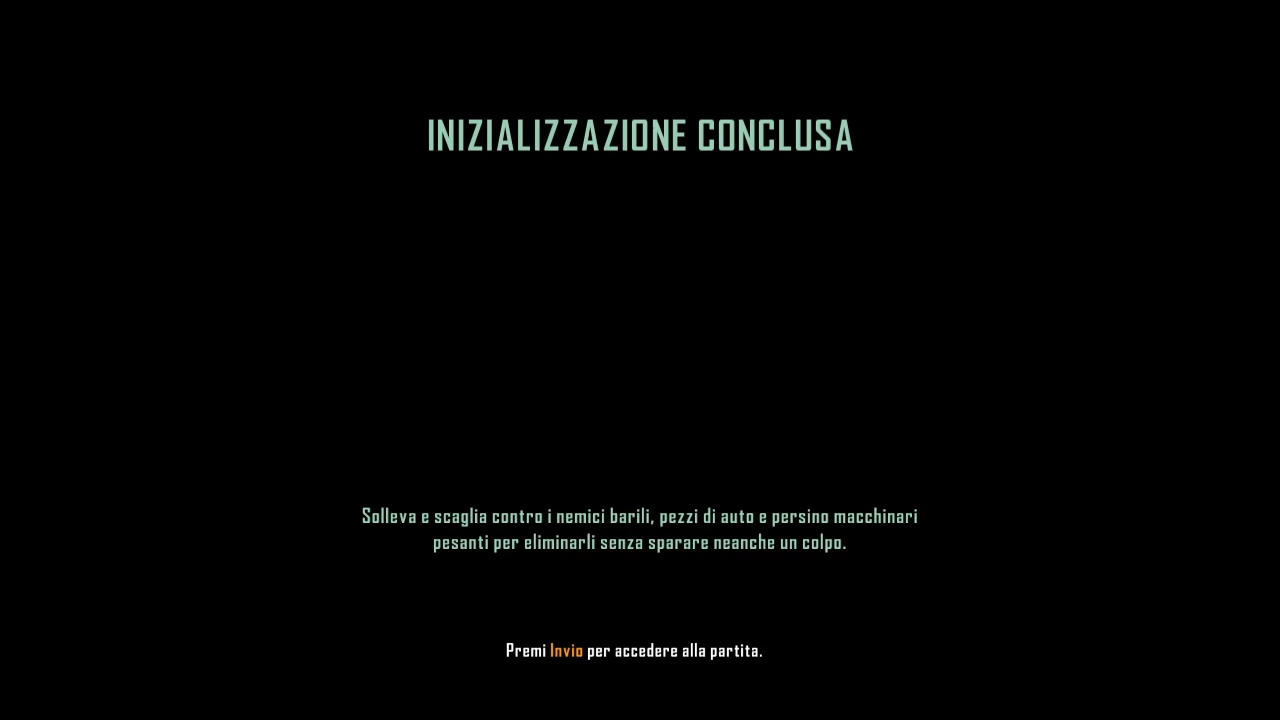 INIZIALIZZAZIONE CONCLUSA
Solleva e scaglia contro i nemici barili, pezzi di auto e persino macchinari
pesanti per eliminarli senza sparare neanche un colpo.
Premi Invio per accedere alla partita.